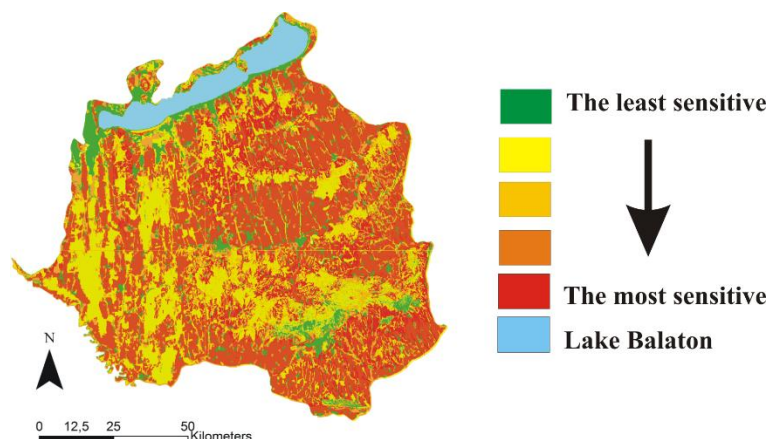 The least sensitive
The most sensitive
Lake Balaton
N
0 12,5 25 50
Kilometers